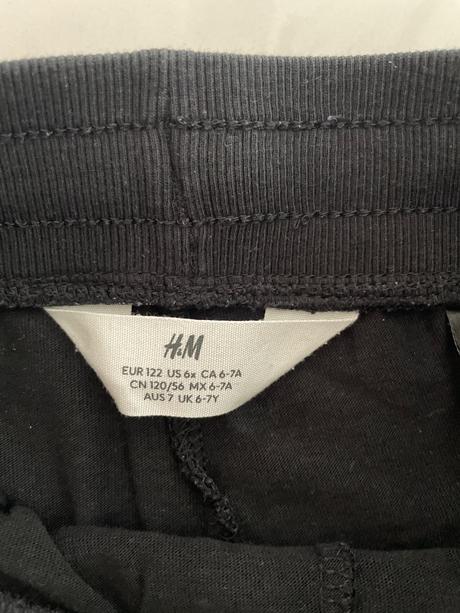 H&M
EUR 122 US 6x CA 6-7A
CN 120/56 MX 6-7A
AUS 7 UK 6-7Y